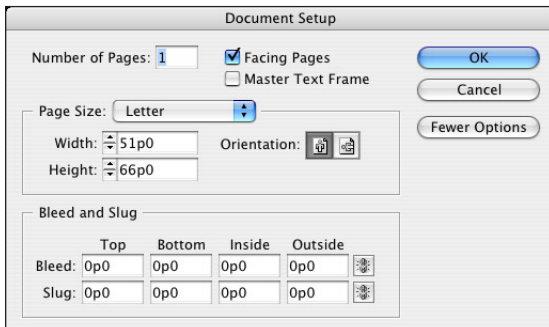 Document Setup
Number of Pages: 1
Facing Pages
Master Text Frame
OK
Cancel
Fewer Options
Page Size: Letter
Width: 51p0
Height: 66p0
Orientation:
Bleed and Slug
Top Bottom Inside Outside
Bleed: 0p0 0p0 0p0 0p0
Slug: 0p0 0p0 0p0 0p0